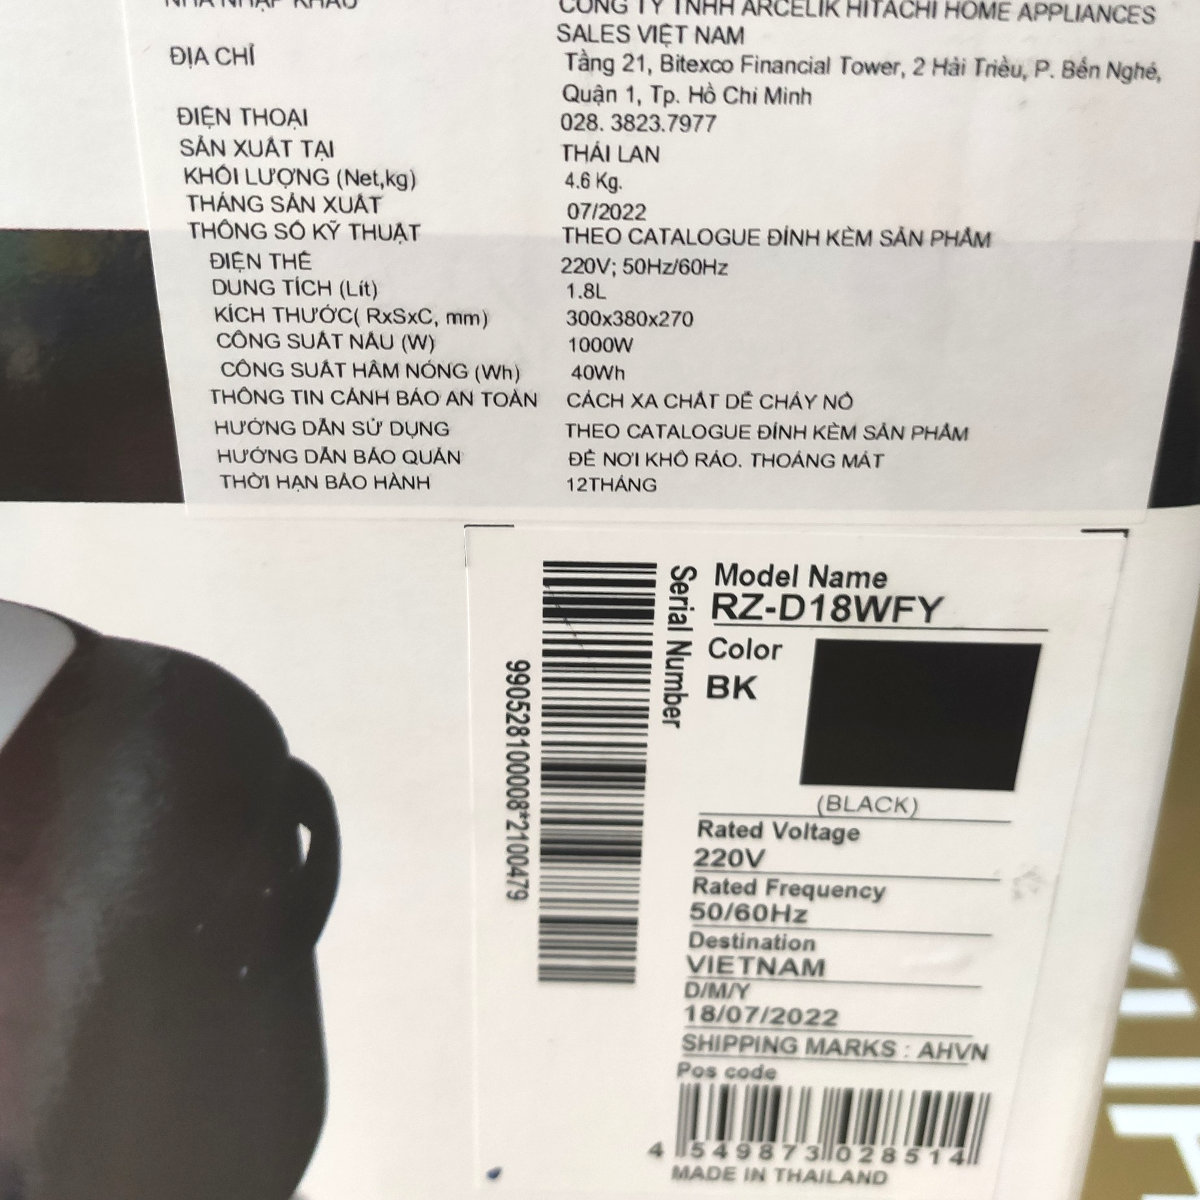 NHÀ NHẬP KHẨU CÔNG TY TNHH ARCELIK HITACHI HOME APPLIANCES
SALES VIỆT NAM
ĐỊA CHỈ Tầng 21, Bitexco Financial Tower, 2 Hải Triều, P. Bến Nghé,
Quận 1, Tp. Hồ Chí Minh
ĐIỆN THOẠI 028. 3823.7977
SẢN XUẤT TẠI THÁI LAN
KHỐI LƯỢNG (Net,kg) 4.6 Kg.
THÁNG SẢN XUẤT 07/2022
THÔNG SỐ KỸ THUẬT THEO CATALOGUE ĐÍNH KÈM SẢN PHẨM
ĐIỆN THẾ 220V; 50Hz/60Hz
DUNG TÍCH (Lít) 1.8L
KÍCH THƯỚC( RxSxC, mm) 300x380x270
CÔNG SUẤT NẤU (W) 1000W
CÔNG SUẤT HÂM NÓNG (Wh) 40Wh
THÔNG TIN CẢNH BÁO AN TOÀN CÁCH XA CHẤT DỄ CHÁY NỔ
HƯỚNG DẪN SỬ DỤNG THEO CATALOGUE ĐÍNH KÈM SẢN PHẨM
HƯỚNG DẪN BẢO QUẢN ĐỂ NƠI KHÔ RÁO. THOÁNG MÁT
THỜI HẠN BẢO HÀNH 12THÁNG
Serial Number
990528100008*2100479
Model Name
RZ-D18WFY
Color
BK
(BLACK)
Rated Voltage
220V
Rated Frequency
50/60Hz
Destination
VIETNAM
D/M/Y
18/07/2022
SHIPPING MARKS : AHVN
Pos code
4 549873 028514
MADE IN THAILAND